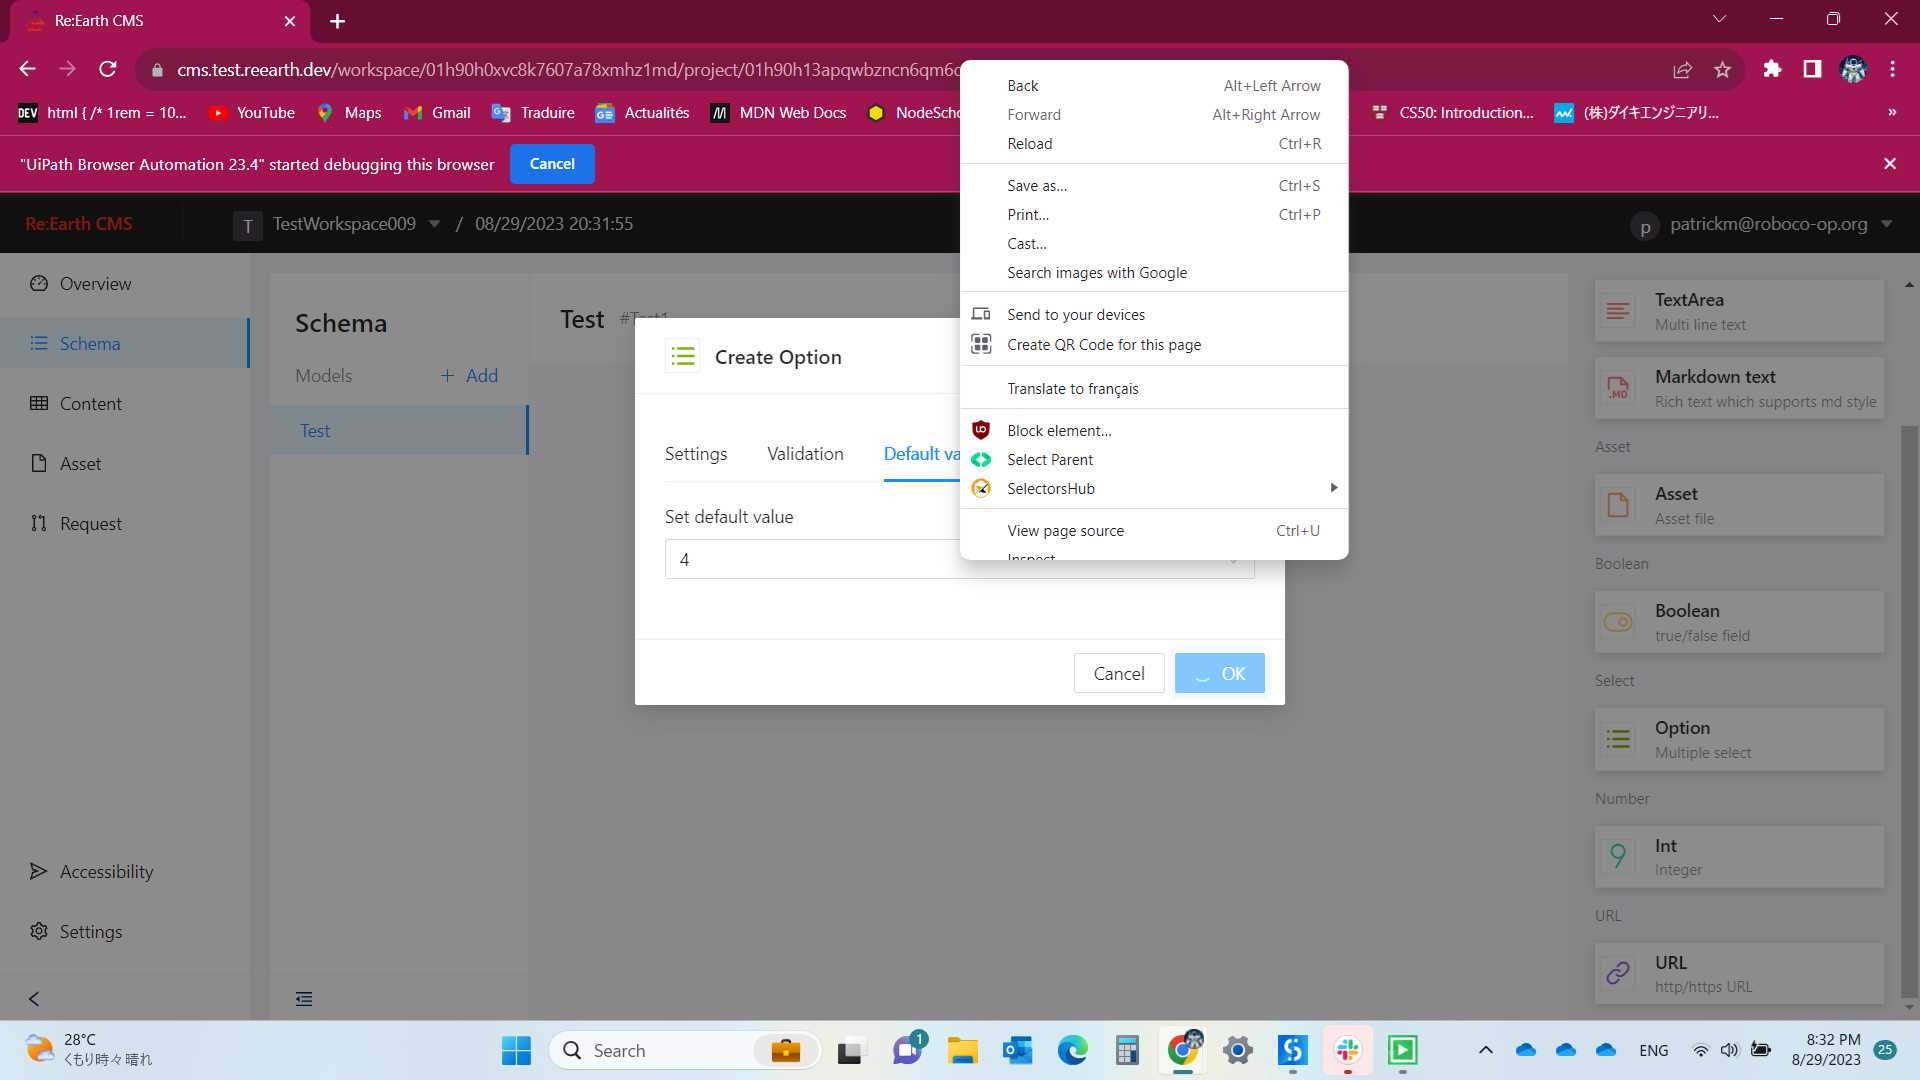 Re:Earth CMS
cms.test.reearth.dev/workspace/01h90h0xvc8k7607a78xmhz1md/project/01h90h13apqwbzncn6qm6c
DEV html { /* 1rem = 10... YouTube Maps Gmail Traduire Actualités MDN Web Docs NodeScho CS50: Introduction... (株)ダイキエンジニアリ... »
"UiPath Browser Automation 23.4" started debugging this browser Cancel
Re:Earth CMS T TestWorkspace009 / 08/29/2023 20:31:55 p patrickm@roboco-op.org
Overview
Schema
Content
Asset
Request
Accessibility
Settings
Schema
Models + Add
Test
Test #Test1
Create Option
Settings Validation Default va
Set default value
4
Cancel OK
Back Alt+Left Arrow
Forward Alt+Right Arrow
Reload Ctrl+R
Save as... Ctrl+S
Print... Ctrl+P
Cast...
Search images with Google
Send to your devices
Create QR Code for this page
Translate to français
Block element...
Select Parent
SelectorsHub
View page source Ctrl+U
Inspect
TextArea
Multi line text
.MD
Markdown text
Rich text which supports md style
Asset
Asset
Asset file
Boolean
Boolean
true/false field
Select
Option
Multiple select
Number
9
Int
Integer
URL
URL
http/https URL
28°C
くもり時々晴れ
Search
1
ENG
8:32 PM
8/29/2023
25